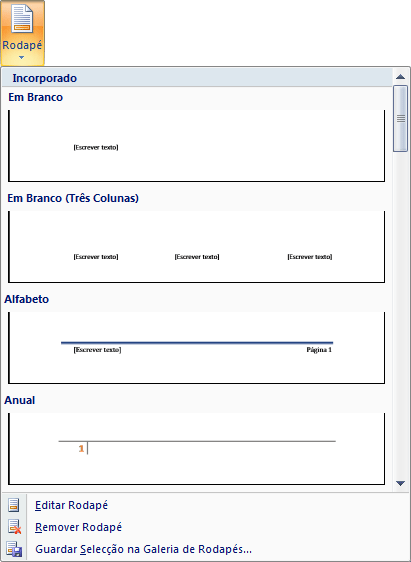 Rodapé
Incorporado
Em Branco
[Escrever texto]
Em Branco (Três Colunas)
[Escrever texto] [Escrever texto] [Escrever texto]
Alfabeto
[Escrever texto] Página 1
Anual
1
Editar Rodapé
Remover Rodapé
Guardar Selecção na Galeria de Rodapés...